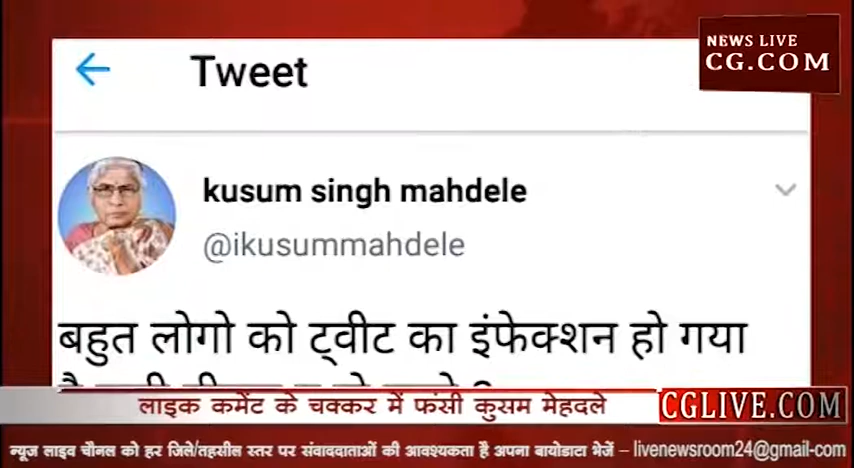 NEWS LIVE
CG.COM
Tweet
kusum singh mahdele
@ikusummahdele
बहुत लोगो को ट्वीट का इंफेक्शन हो गया
लाइक कमेंट के चक्कर में फंसी कुसम मेहदले
CGLIVE.COM
न्यूज लाइव चौनल को हर जिले/तहसील स्तर पर संवाददाताओं की आवश्यकता है अपना बायोडाटा भेजें – livenewsroom24@gmail-com